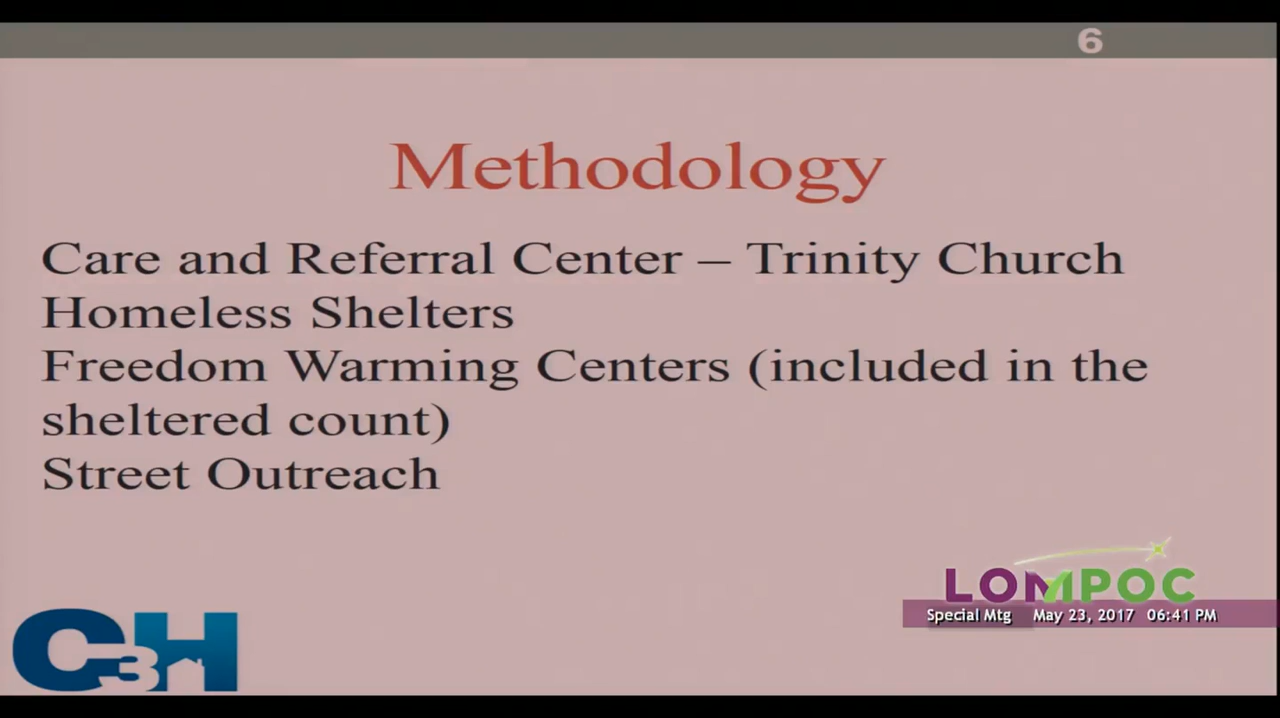 6
Methodology
Care and Referral Center – Trinity Church
Homeless Shelters
Freedom Warming Centers (included in the
sheltered count)
Street Outreach
LOMPOC
Special Mtg May 23, 2017 06:41 PM
C3H